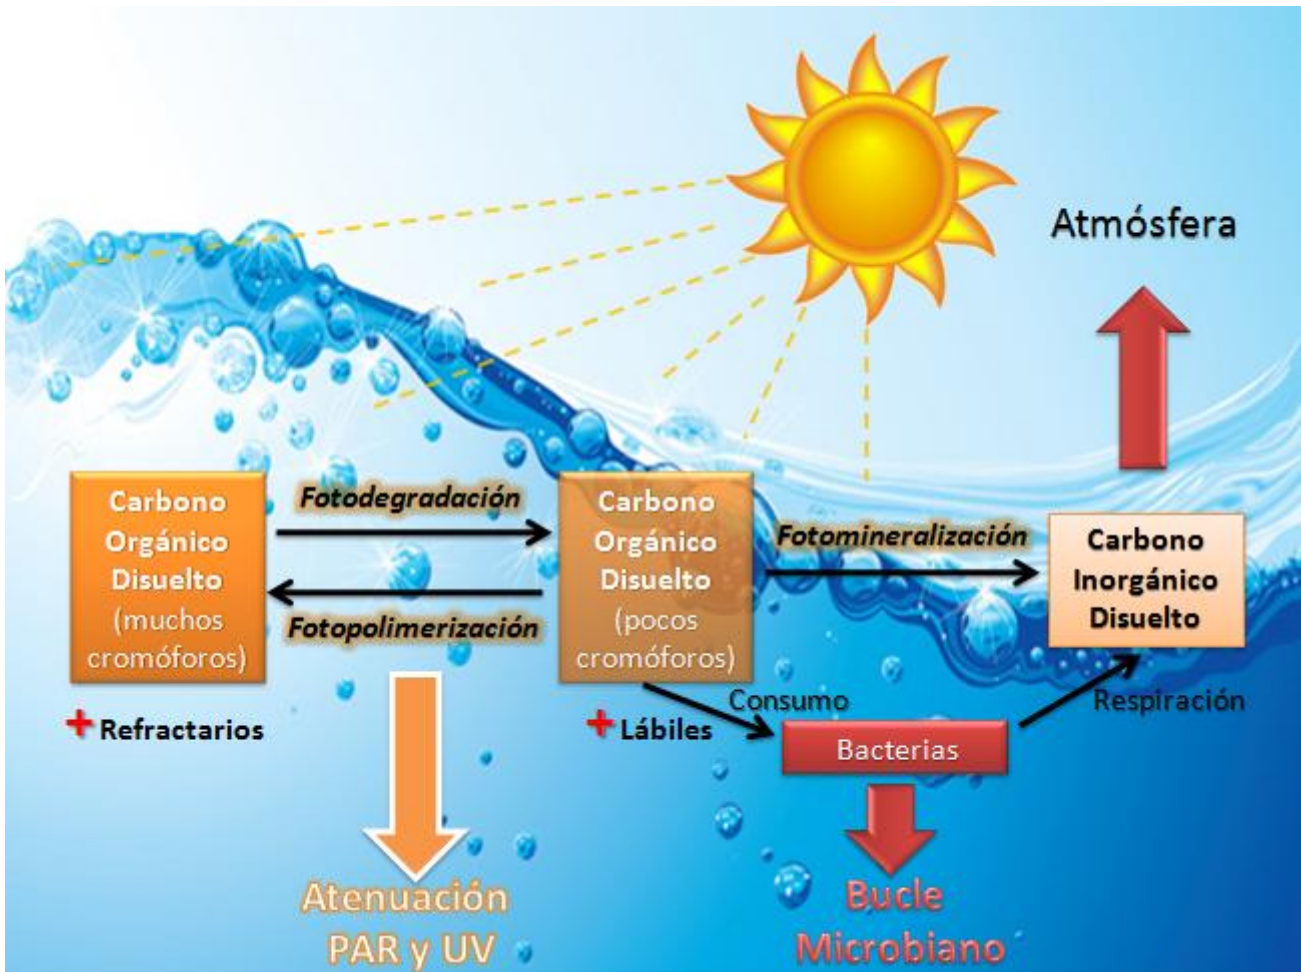 Atmósfera
Carbono
Orgánico
Disuelto
(muchos
cromóforos)
Fotodegradación
Fotopolimerización
Carbono
Orgánico
Disuelto
(pocos
cromóforos)
Fotomineralización
Carbono
Inorgánico
Disuelto
+ Refractarios
+ Lábiles
Consumo
Respiración
Bacterias
Atenuación
PAR y UV
Bucle
Microbiano